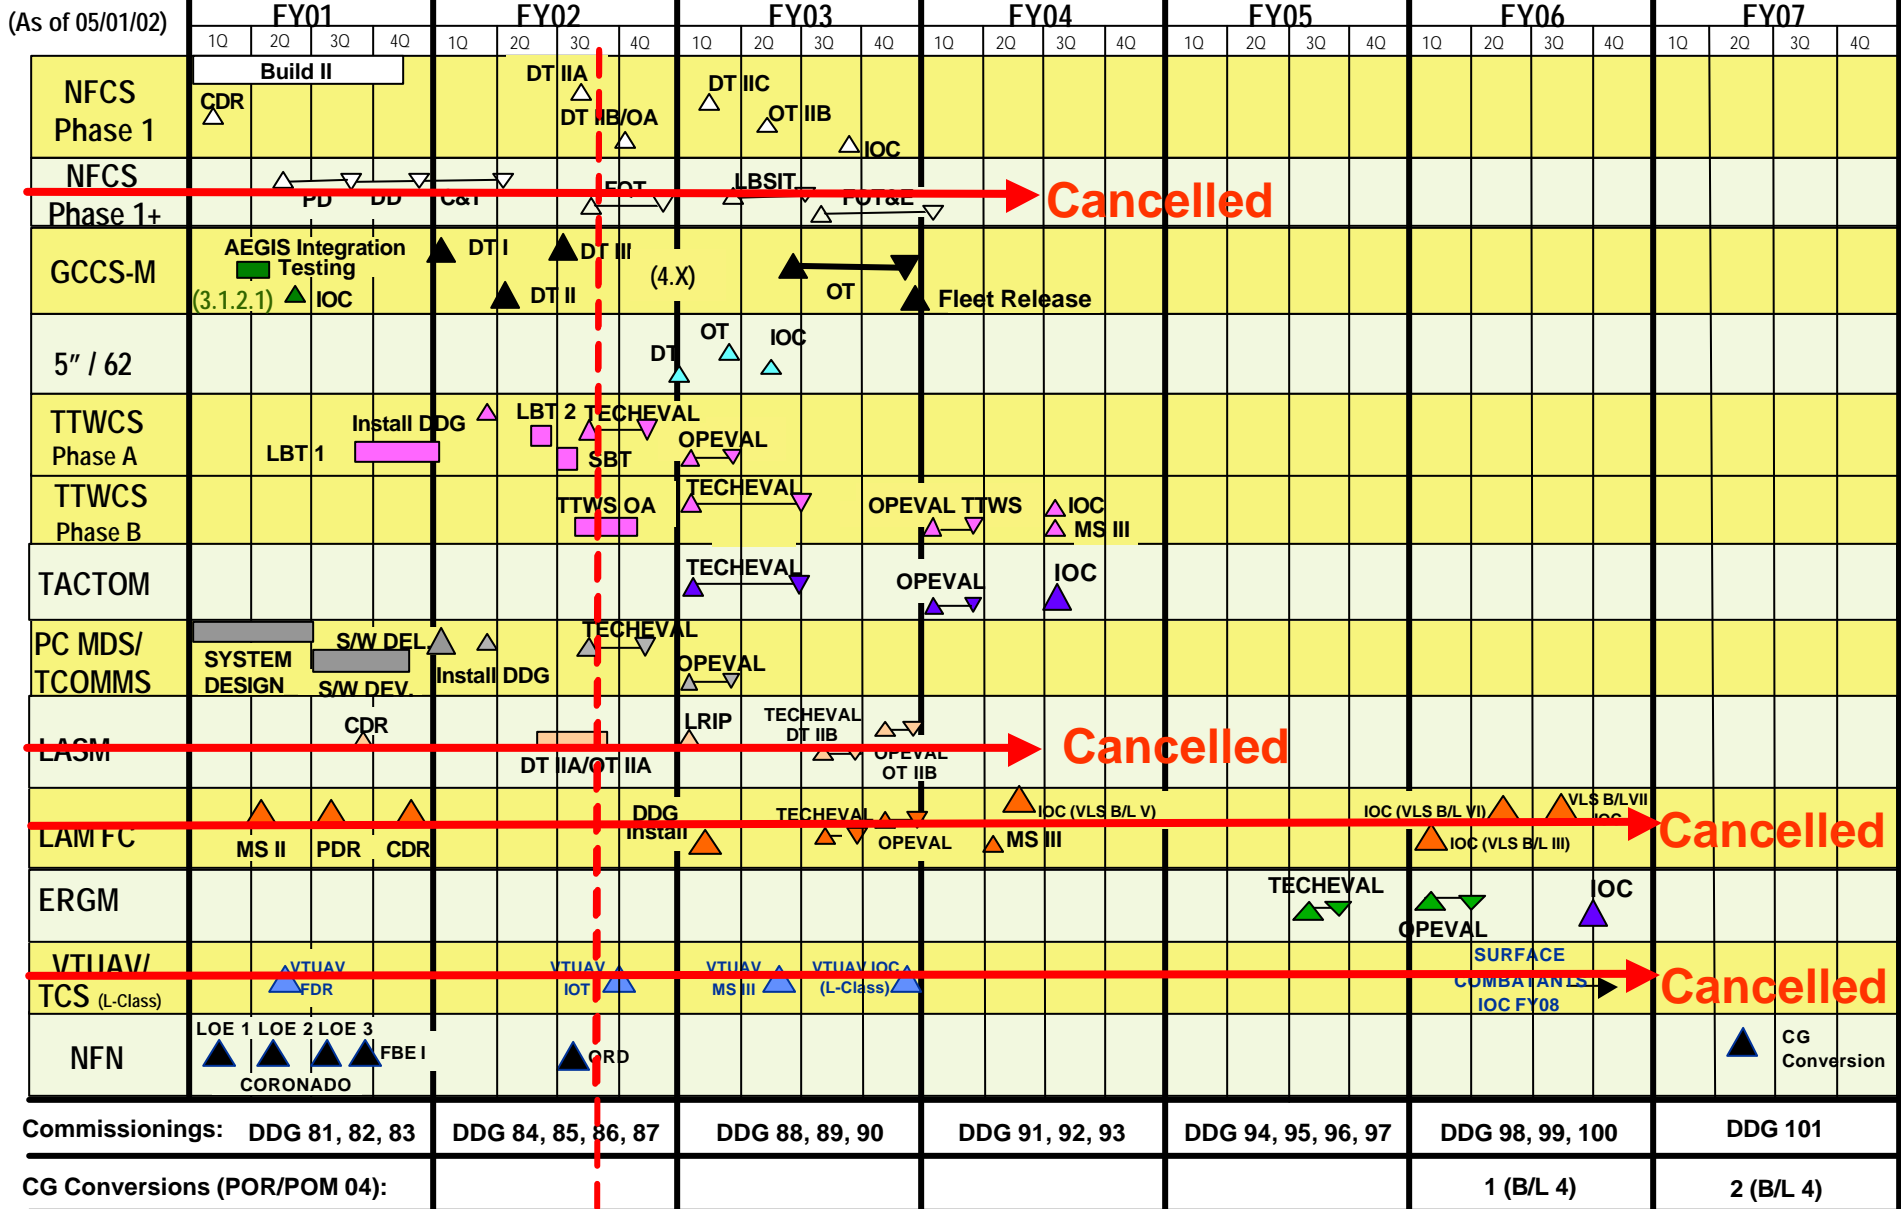 (As of 05/01/02)
FY01 FY02 FY03 FY04 FY05 FY06 FY07
1Q 2Q 3Q 4Q 1Q 2Q 3Q 4Q 1Q 2Q 3Q 4Q 1Q 2Q 3Q 4Q 1Q 2Q 3Q 4Q 1Q 2Q 3Q 4Q 1Q 2Q 3Q 4Q
NFCS
Phase 1
Build II
CDR
DT IIA
DT IIB/OA
DT IIC
OT IIB
IOC
NFCS
Phase 1+
PD
DD
C&T
FOT
LBSIT
FOT&E
Cancelled
GCCS-M
AEGIS Integration
Testing
(3.1.2.1)
IOC
DT I
DT II
DT III
(4.X)
OT
Fleet Release
5″ / 62
DT
OT
IOC
TTWCS
Phase A
LBT 1
Install DDG
LBT 2
SBT
TECHEVAL
OPEVAL
TTWCS
Phase B
TTWS OA
TECHEVAL
OPEVAL TTWS
IOC
MS III
TACTOM
TECHEVAL
OPEVAL
IOC
PC MDS/
TCOMMS
SYSTEM
DESIGN
S/W DEL.
S/W DEV.
Install DDG
TECHEVAL
OPEVAL
LASM
CDR
DT IIA/OT IIA
LRIP
TECHEVAL
DT IIB
OPEVAL
OT IIB
Cancelled
LAM FC
MS II
PDR
CDR
DDG
Install
TECHEVAL
OPEVAL
IOC (VLS B/L V)
MS III
IOC (VLS B/L VI)
IOC (VLS B/L III)
VLS B/LVII
IOC
Cancelled
ERGM
TECHEVAL
OPEVAL
IOC
VTUAV/
TCS (L-Class)
VTUAV
FDR
VTUAV
IOT
VTUAV
MS III
VTUAV IOC
(L-Class)
SURFACE
COMBATANTS
IOC FY08
Cancelled
NFN
LOE 1 LOE 2 LOE 3
FBE I
CORONADO
ORD
CG
Conversion
Commissionings: DDG 81, 82, 83 DDG 84, 85, 86, 87 DDG 88, 89, 90 DDG 91, 92, 93 DDG 94, 95, 96, 97 DDG 98, 99, 100 DDG 101
CG Conversions (POR/POM 04): 1 (B/L 4) 2 (B/L 4)